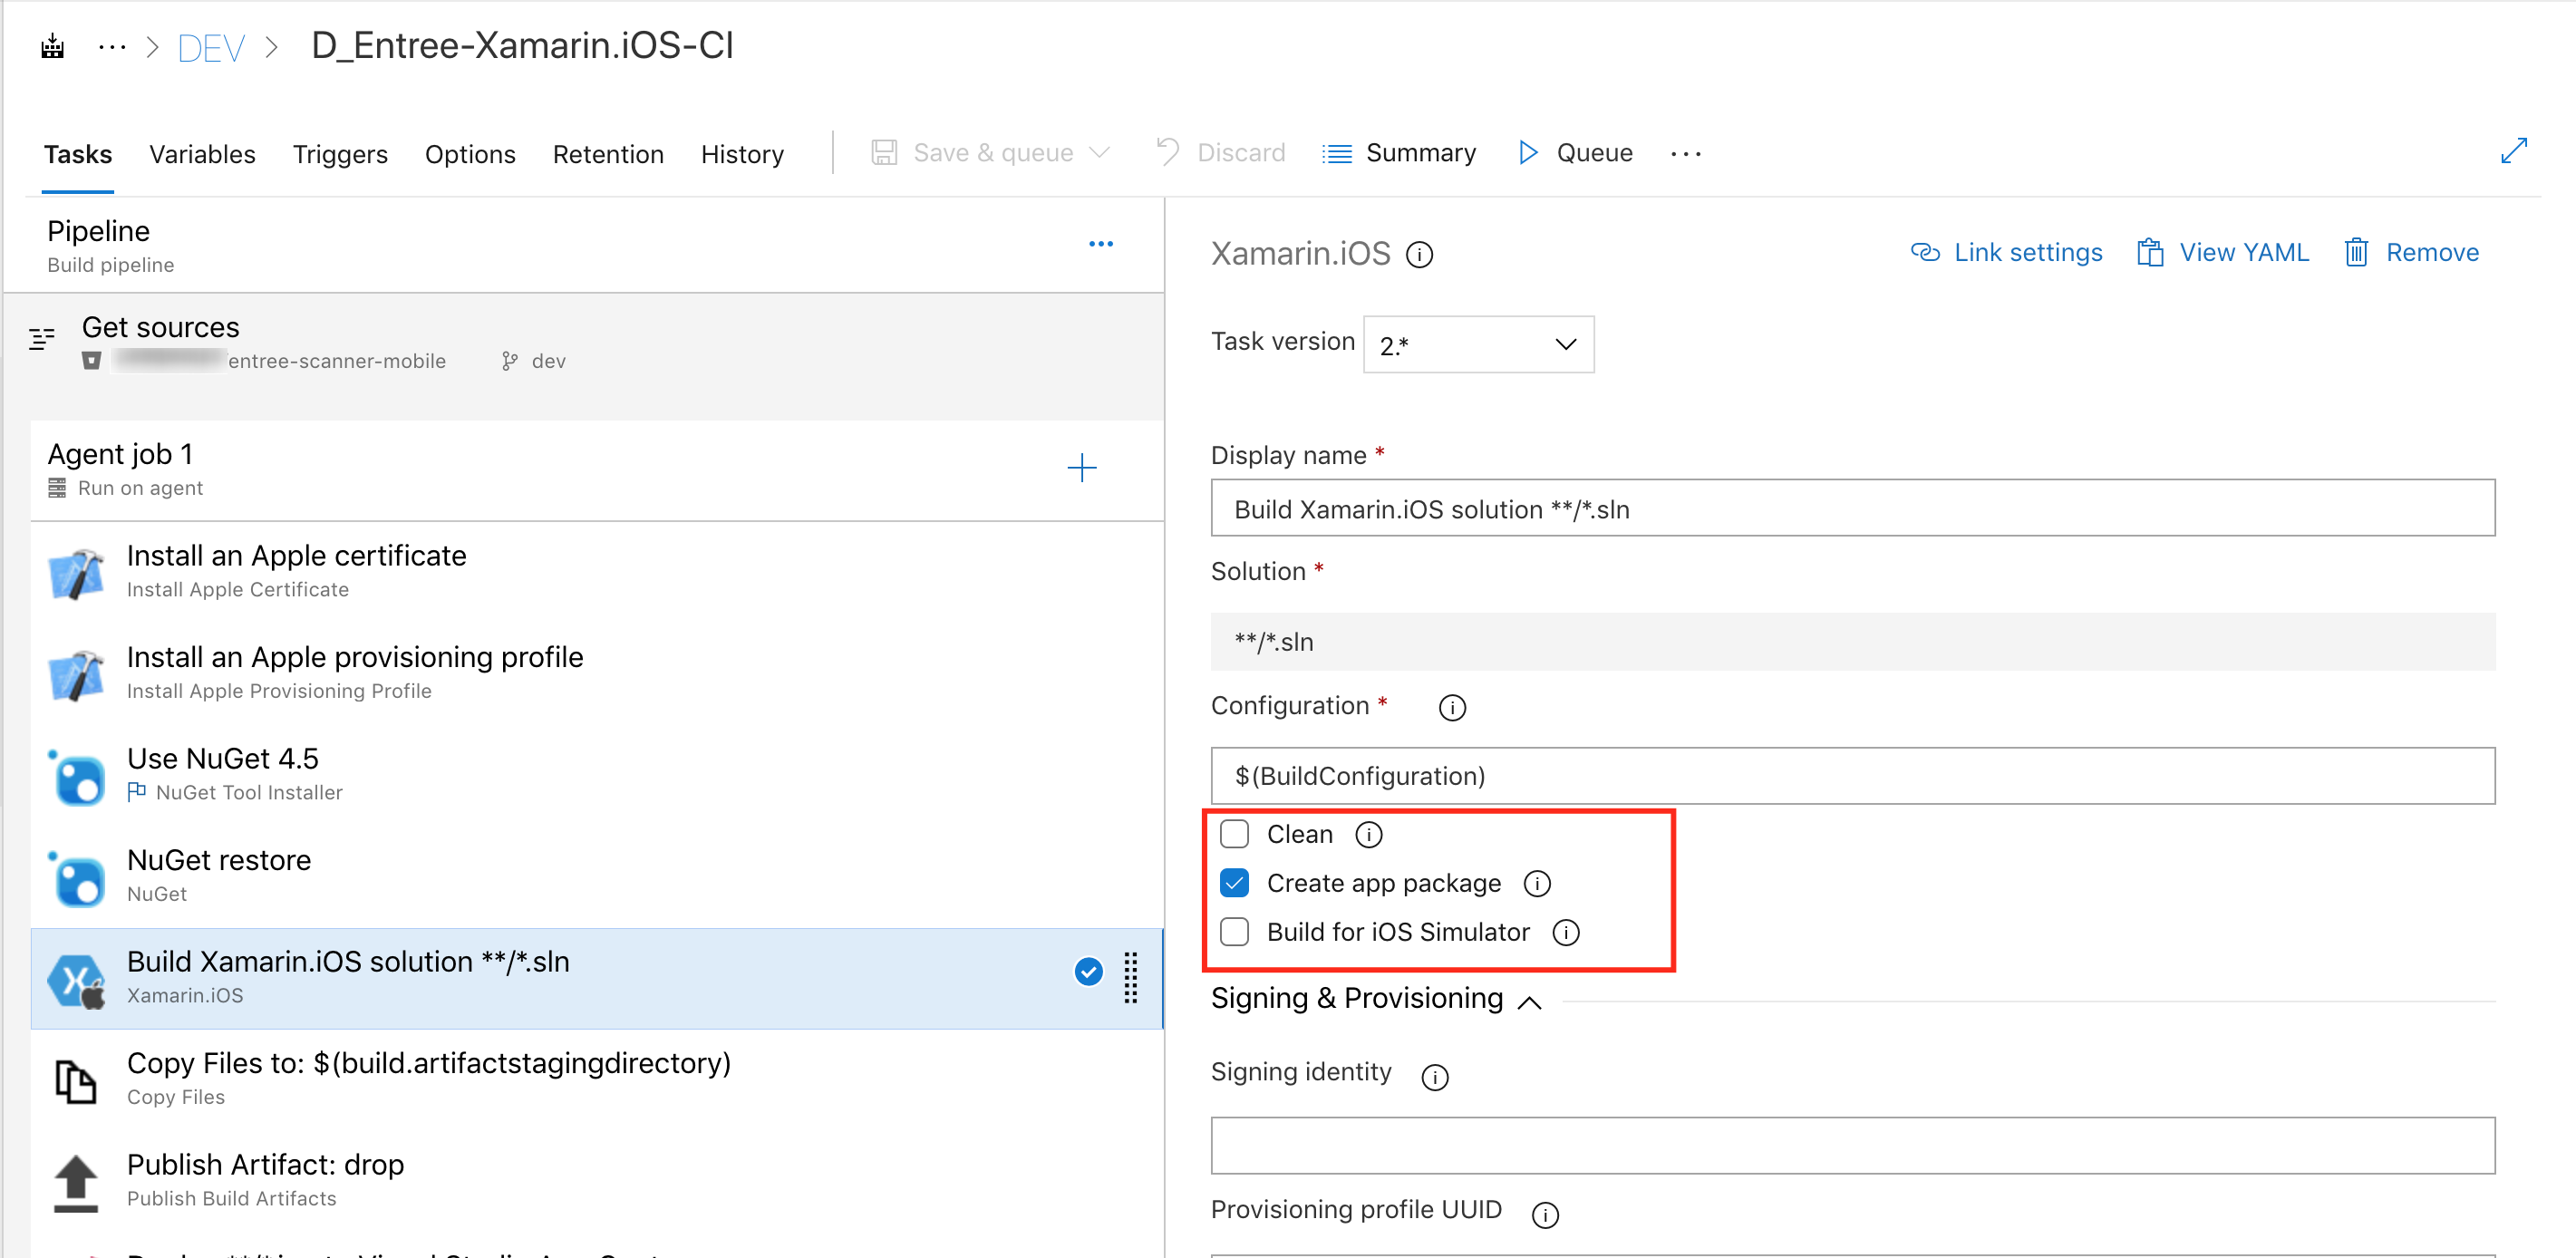 ··· > DEV > D_Entree-Xamarin.iOS-CI
Tasks Variables Triggers Options Retention History Save & queue Discard Summary Queue ···
Pipeline
Build pipeline
Get sources
entree-scanner-mobile dev
Agent job 1
Run on agent
Install an Apple certificate
Install Apple Certificate
Install an Apple provisioning profile
Install Apple Provisioning Profile
Use NuGet 4.5
NuGet Tool Installer
NuGet restore
NuGet
Build Xamarin.iOS solution **/*.sln
Xamarin.iOS
Copy Files to: $(build.artifactstagingdirectory)
Copy Files
Publish Artifact: drop
Publish Build Artifacts
Xamarin.iOS
Link settings View YAML Remove
Task version 2.*
Display name *
Build Xamarin.iOS solution **/*.sln
Solution *
**/*.sln
Configuration *
$(BuildConfiguration)
Clean
Create app package
Build for iOS Simulator
Signing & Provisioning
Signing identity
Provisioning profile UUID